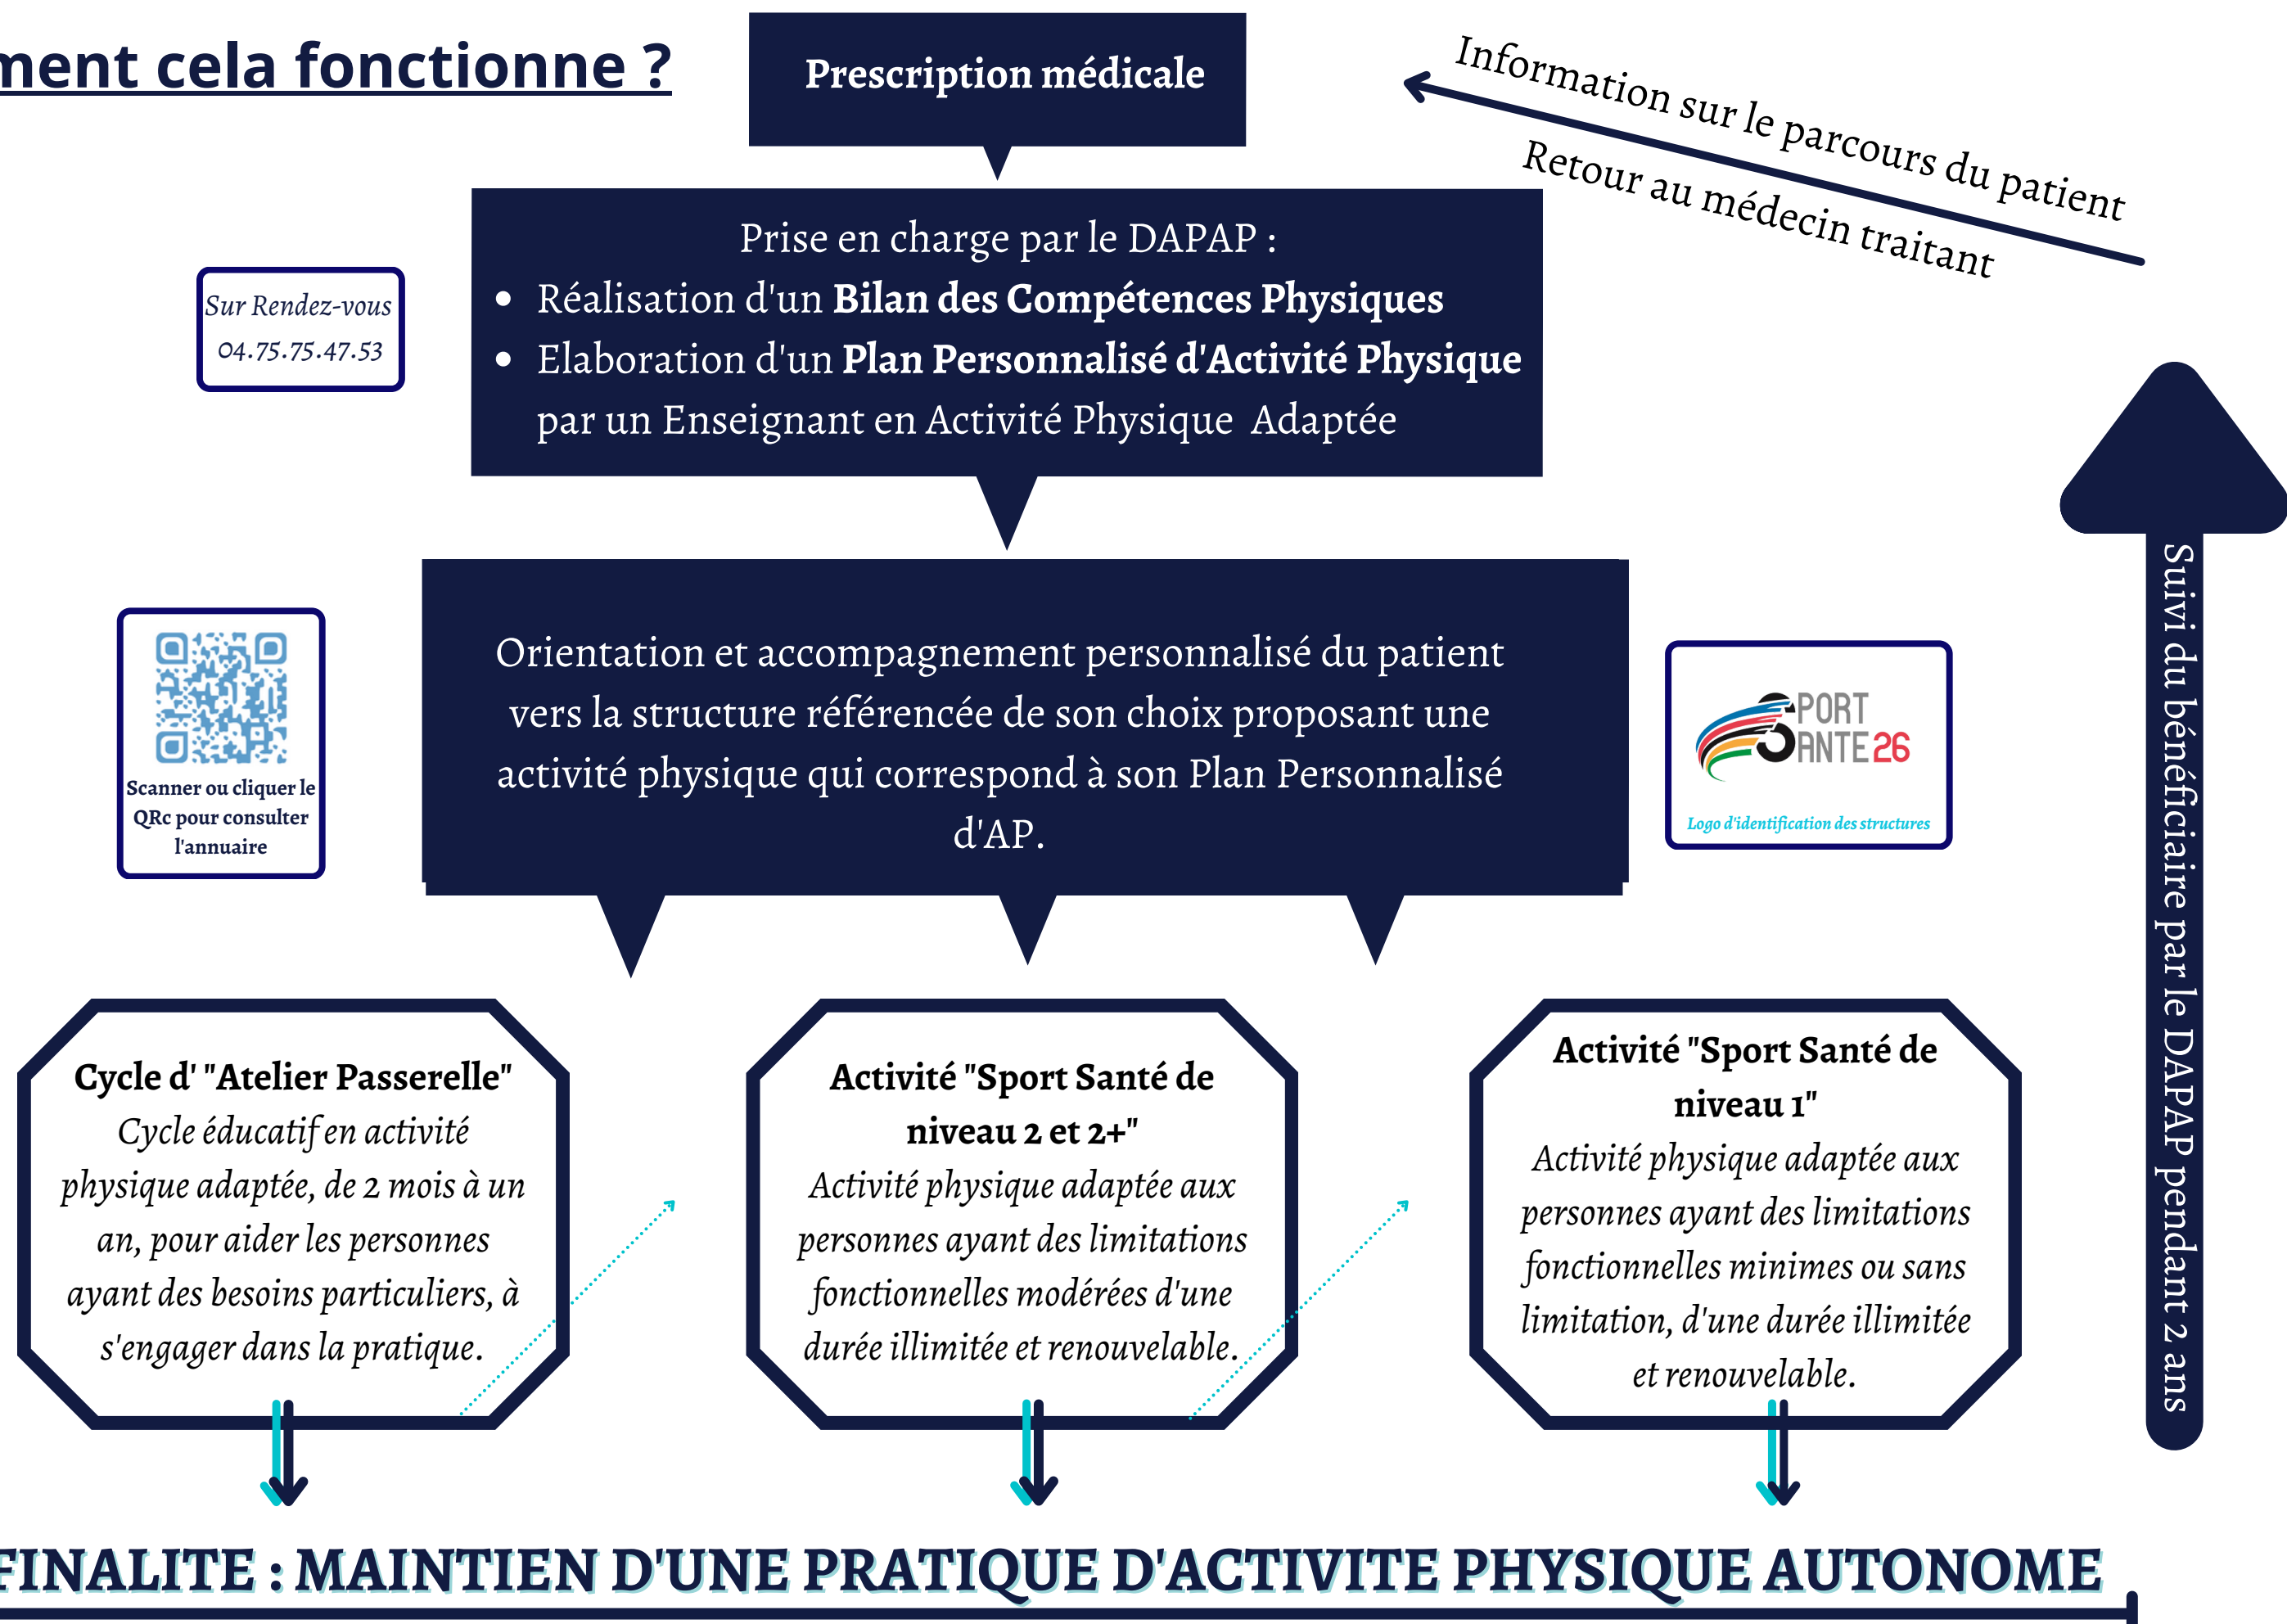 ment cela fonctionne ?
Prescription médicale
Information sur le parcours du patient
Retour au médecin traitant
Prise en charge par le DAPAP :
• Réalisation d'un Bilan des Compétences Physiques
• Elaboration d'un Plan Personnalisé d'Activité Physique
par un Enseignant en Activité Physique Adaptée
Sur Rendez-vous
04.75.75.47.53
Orientation et accompagnement personnalisé du patient
vers la structure référencée de son choix proposant une
activité physique qui correspond à son Plan Personnalisé
d'AP.
Scanner ou cliquer le
QRc pour consulter
l'annuaire
SPORT
SANTE 26
Logo d'identification des structures
Suivi du bénéficiaire par le DAPAP pendant 2 ans
Cycle d' "Atelier Passerelle"
Cycle éducatif en activité
physique adaptée, de 2 mois à un
an, pour aider les personnes
ayant des besoins particuliers, à
s'engager dans la pratique.
Activité "Sport Santé de
niveau 2 et 2+"
Activité physique adaptée aux
personnes ayant des limitations
fonctionnelles modérées d'une
durée illimitée et renouvelable.
Activité "Sport Santé de
niveau 1"
Activité physique adaptée aux
personnes ayant des limitations
fonctionnelles minimes ou sans
limitation, d'une durée illimitée
et renouvelable.
FINALITE : MAINTIEN D'UNE PRATIQUE D'ACTIVITE PHYSIQUE AUTONOME